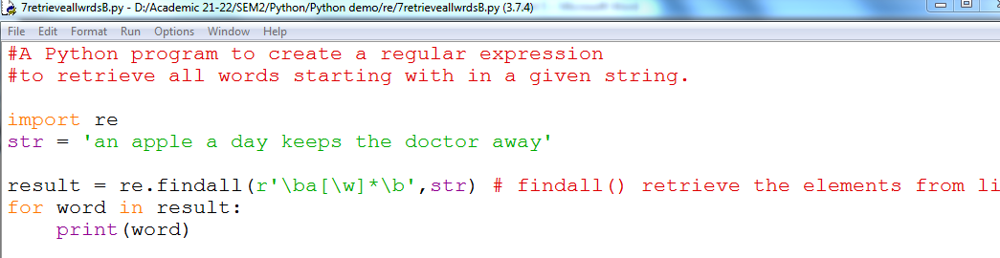 7retrieveallwrdsB.py - D:/Academic 21-22/SEM2/Python/Python demo/re/7retrieveallwrdsB.py (3.7.4)
File Edit Format Run Options Window Help
#A Python program to create a regular expression
#to retrieve all words starting with in a given string.
import re
str = 'an apple a day keeps the doctor away'
result = re.findall(r'\ba[\w]*\b',str) # findall() retrieve the elements from li
for word in result:
    print(word)